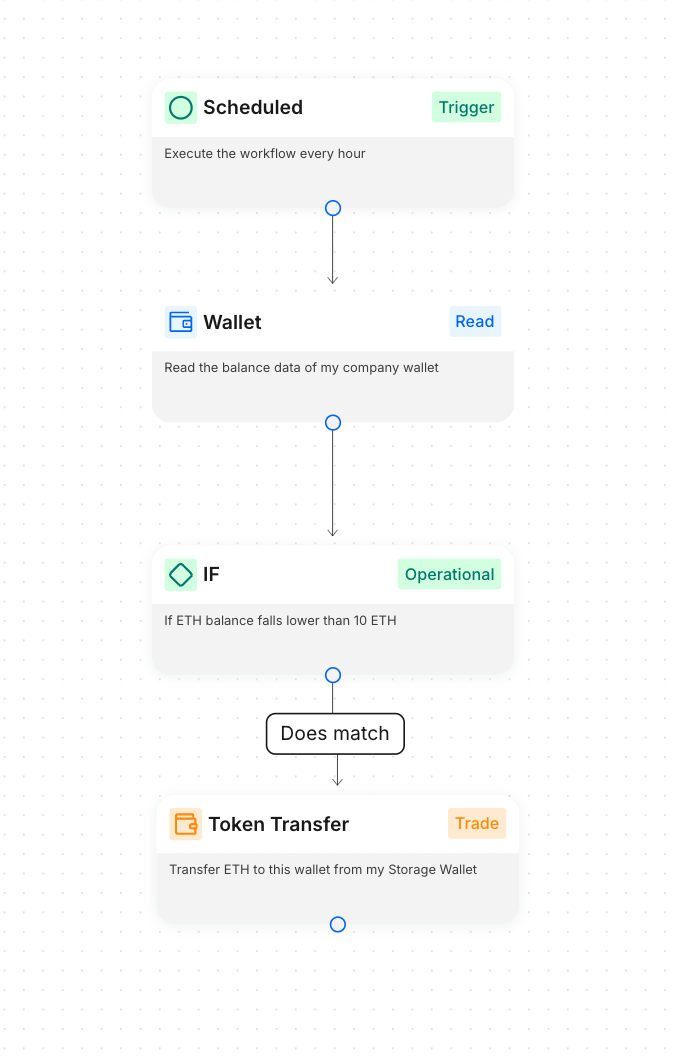 Scheduled
Trigger
Execute the workflow every hour
Wallet
Read
Read the balance data of my company wallet
IF
Operational
If ETH balance falls lower than 10 ETH
Does match
Token Transfer
Trade
Transfer ETH to this wallet from my Storage Wallet